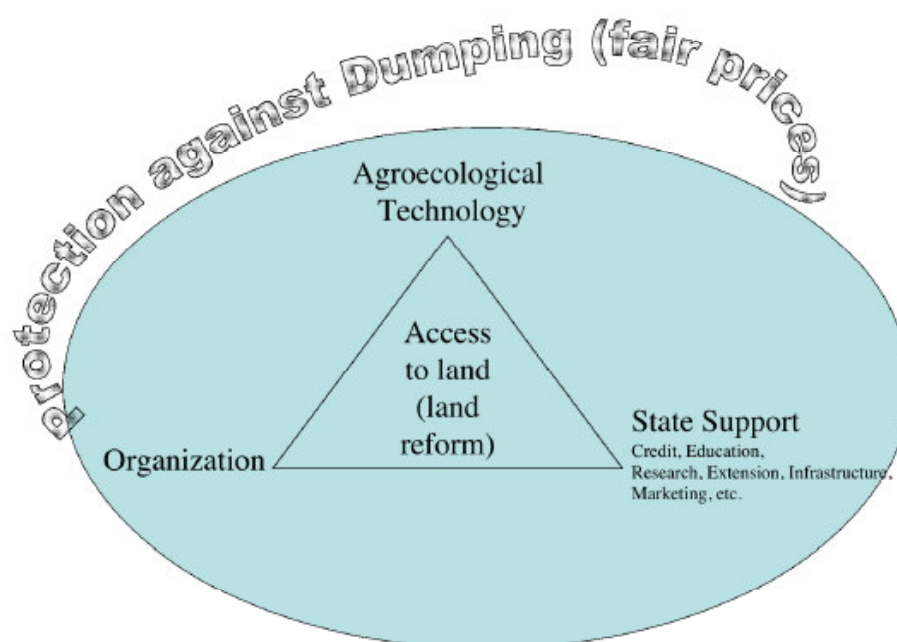 protection against Dumping (fair prices)
Agroecological
Technology
Access
to land
(land
reform)
Organization
State Support
Credit, Education,
Research, Extension, Infrastructure,
Marketing, etc.